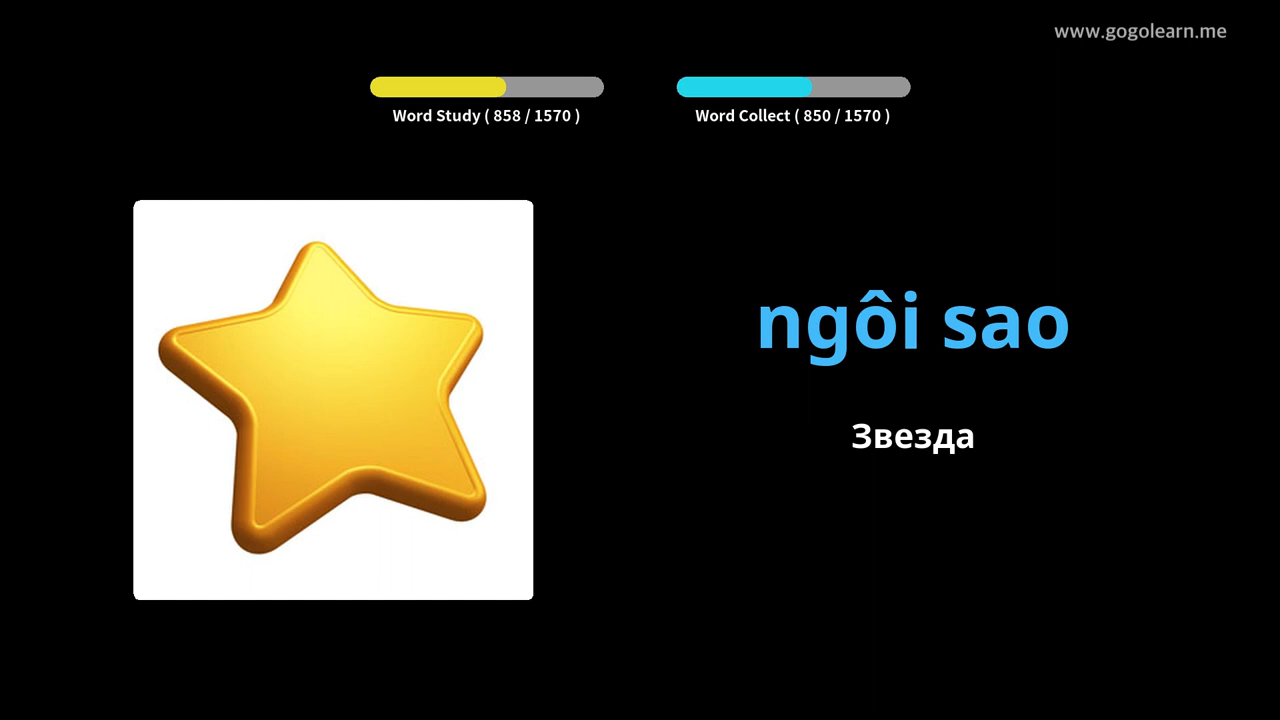 www.gogolearn.me
Word Study ( 858 / 1570 )
Word Collect ( 850 / 1570 )
ngôi sao
Звезда